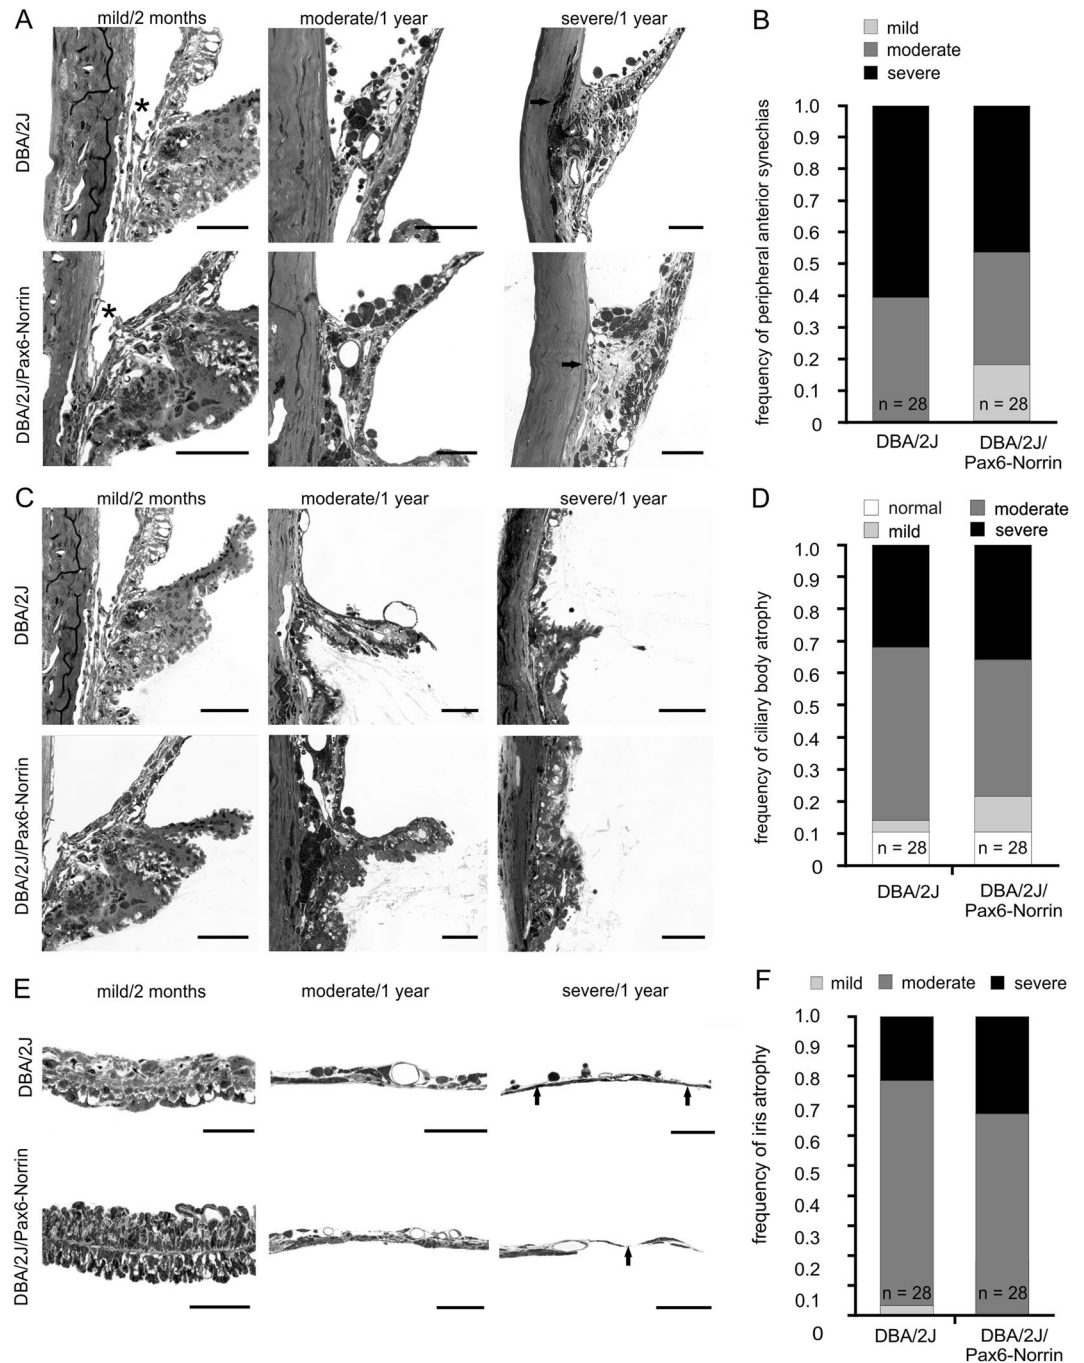 A
mild/2 months
moderate/1 year
severe/1 year
DBA/2J
*
DBA/2J/Pax6-Norrin
*
B
mild
moderate
severe
frequency of peripheral anterior synechias
1.0
0.9
0.8
0.7
0.6
0.5
0.4
0.3
0.2
0.1
0
n = 28
n = 28
DBA/2J
DBA/2J/
Pax6-Norrin
C
mild/2 months
moderate/1 year
severe/1 year
DBA/2J
DBA/2J/Pax6-Norrin
D
normal
moderate
mild
severe
frequency of ciliary body atrophy
1.0
0.9
0.8
0.7
0.6
0.5
0.4
0.3
0.2
0.1
0
n = 28
n = 28
DBA/2J
DBA/2J/
Pax6-Norrin
E
mild/2 months
moderate/1 year
severe/1 year
DBA/2J
DBA/2J/Pax6-Norrin
F
mild
moderate
severe
frequency of iris atrophy
1.0
0.9
0.8
0.7
0.6
0.5
0.4
0.3
0.2
0.1
0
n = 28
n = 28
DBA/2J
DBA/2J/
Pax6-Norrin